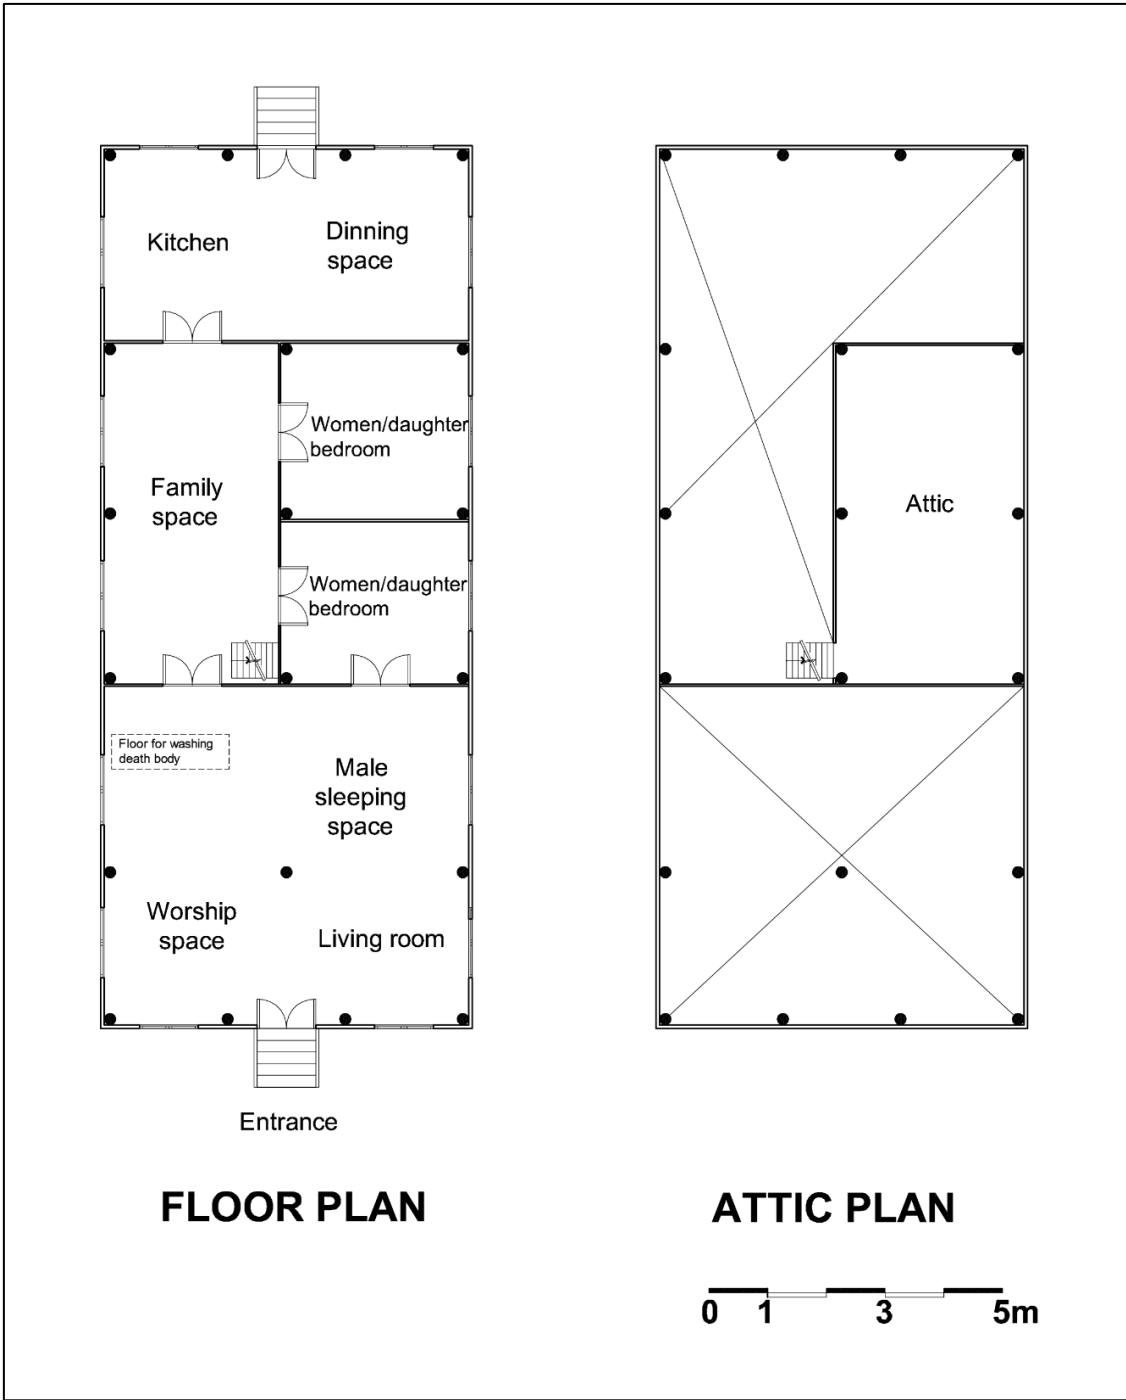 Kitchen
Dinning
space
Women/daughter
bedroom
Family
space
Women/daughter
bedroom
Floor for washing
death body
Male
sleeping
space
Worship
space
Living room
Entrance
FLOOR PLAN
Attic
ATTIC PLAN
0 1 3 5m